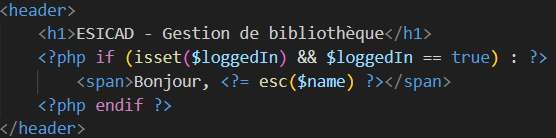 <header>
<h1>ESICAD - Gestion de bibliothèque</h1>
<?php if (isset($loggedIn) && $loggedIn == true) : ?>
<span>Bonjour, <?= esc($name) ?></span>
<?php endif ?>
</header>